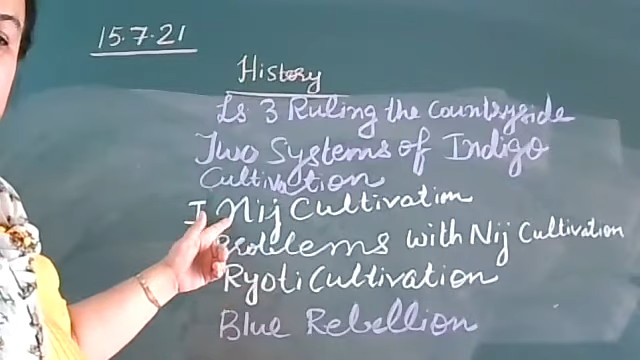 15.7.21
History
Ls 3 Ruling the Countryside
Two Systems of Indigo
Cultivation
I Nij Cultivation
Problems with Nij Cultivation
Ryoti Cultivation
Blue Rebellion